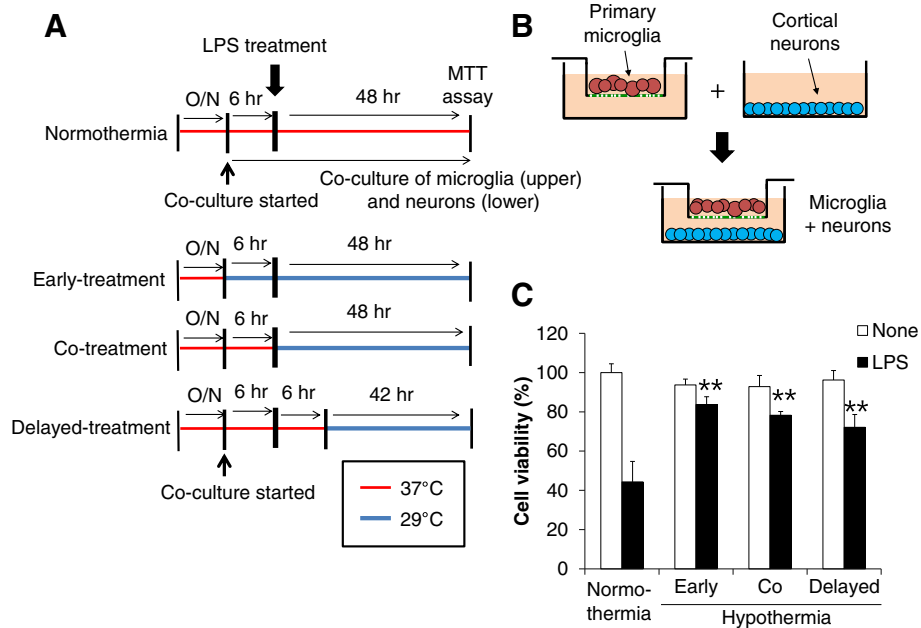 A
LPS treatment
MTT
assay
O/N
6 hr
48 hr
Normothermia
Co-culture started
Co-culture of microglia (upper)
and neurons (lower)
O/N
6 hr
48 hr
Early-treatment
O/N
6 hr
48 hr
Co-treatment
O/N
6 hr
6 hr
42 hr
Delayed-treatment
Co-culture started
37°C
29°C
B
Primary
microglia
Cortical
neurons
+
Microglia
+ neurons
C
None
LPS
Cell viability (%)
120
100
80
60
40
20
0
**
**
**
Normo-
thermia
Early
Co
Delayed
Hypothermia